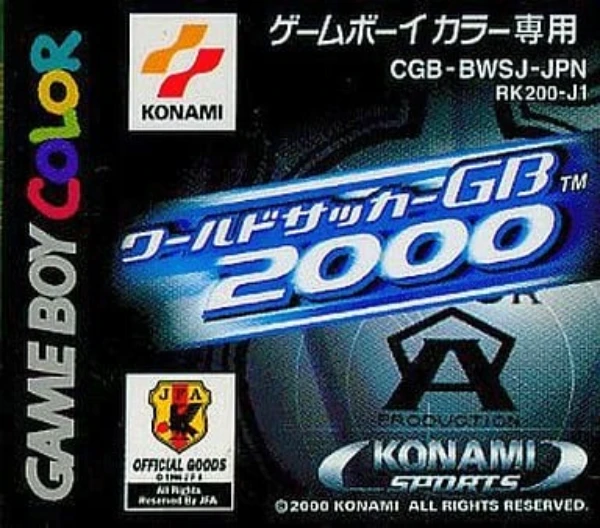 GAME BOY COLOR
KONAMI
ゲームボーイカラー専用
CGB-BWSJ-JPN
RK200-J1
ワールドサッカーGB™
2000
JFA
OFFICIAL GOODS
All Rights
Reserved By JFA
A
PRODUCTION
KONAMI
SPORTS
©2000 KONAMI ALL RIGHTS RESERVED.